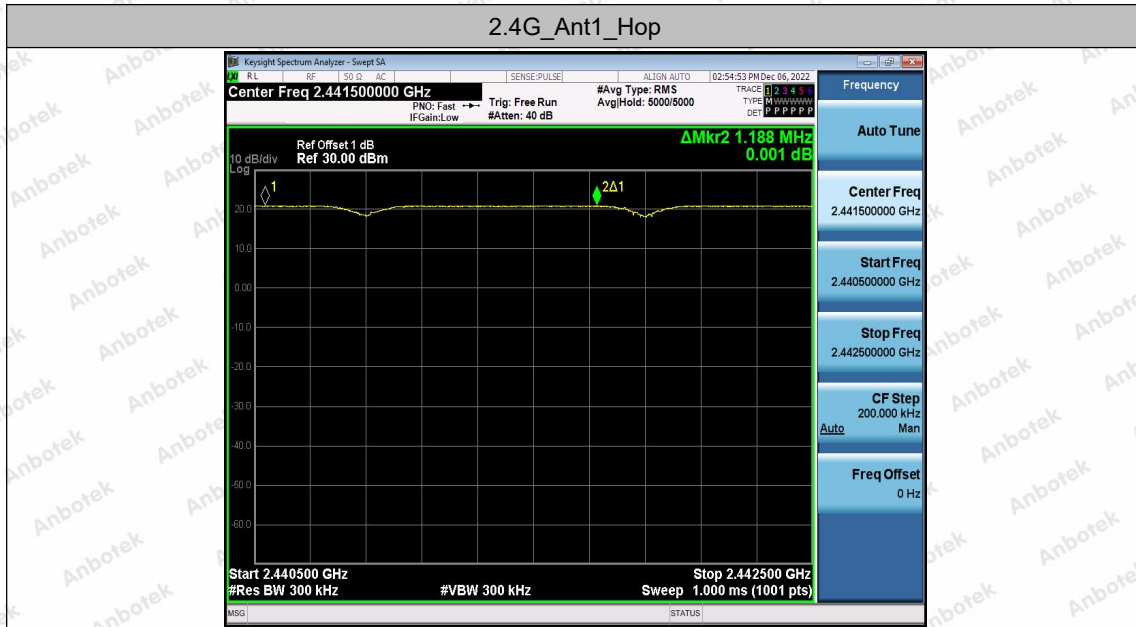 2.4G_Ant1_Hop
Keysight Spectrum Analyzer - Swept SA
RL RF 50 Ω AC SENSE:PULSE ALIGN AUTO 02:54:53 PM Dec 06, 2022
Center Freq 2.441500000 GHz
PNO: Fast
IFGain:Low
Trig: Free Run
#Atten: 40 dB
#Avg Type: RMS
Avg|Hold: 5000/5000
TRACE 1 2 3 4 5 6
TYPE M WWWWW
DET P P P P P P
Frequency
Auto Tune
Center Freq
2.441500000 GHz
Start Freq
2.440500000 GHz
Stop Freq
2.442500000 GHz
CF Step
200.000 kHz
Auto Man
Freq Offset
0 Hz
ΔMkr2 1.188 MHz
0.001 dB
Ref Offset 1 dB
10 dB/div Ref 30.00 dBm
Log
1
2Δ1
20.0
10.0
0.00
-10.0
-20.0
-30.0
-40.0
-50.0
-60.0
Start 2.440500 GHz Stop 2.442500 GHz
#Res BW 300 kHz #VBW 300 kHz Sweep 1.000 ms (1001 pts)
MSG STATUS
Anbotek